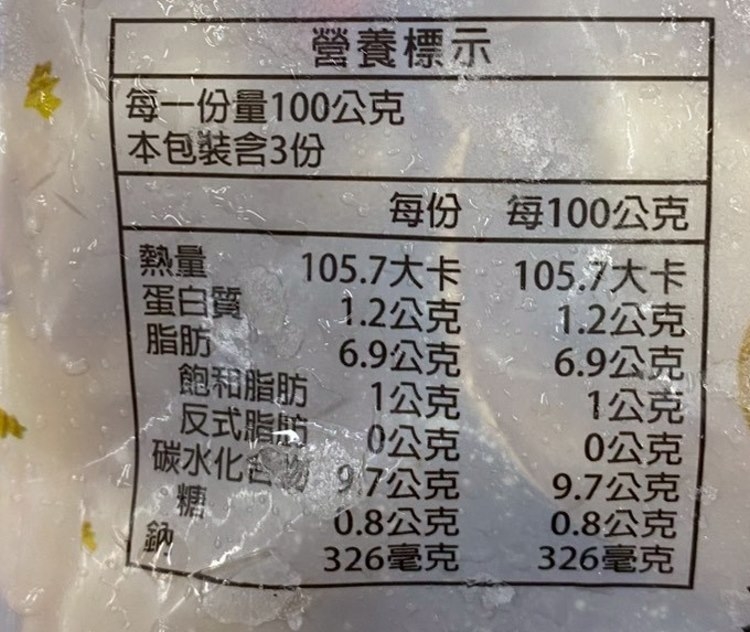 營養標示
每一份量100公克
本包裝含3份
每份 每100公克
熱量 105.7大卡 105.7大卡
蛋白質 1.2公克 1.2公克
脂肪 6.9公克 6.9公克
飽和脂肪 1公克 1公克
反式脂肪 0公克 0公克
碳水化合物 9.7公克 9.7公克
糖 0.8公克 0.8公克
鈉 326毫克 326毫克